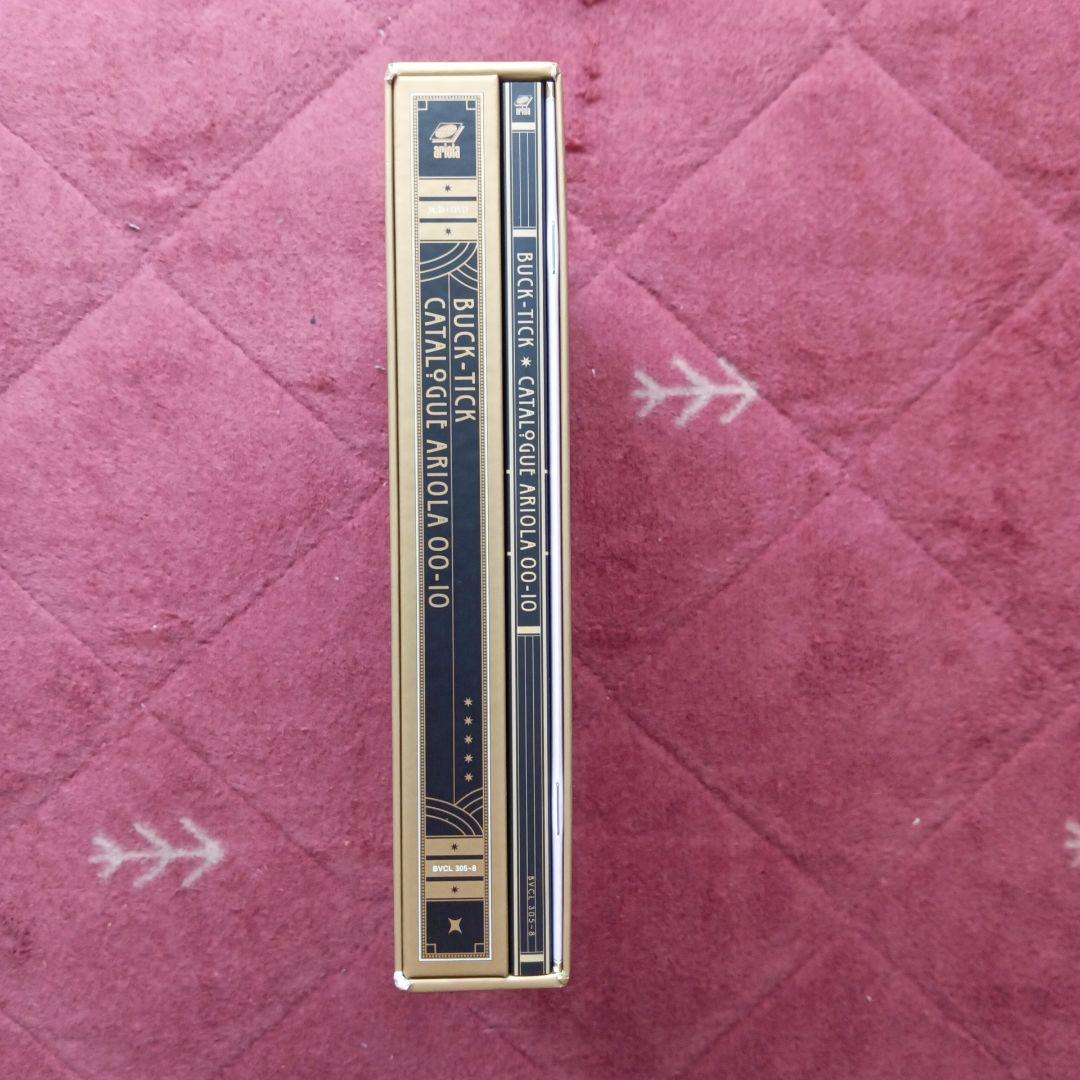 ariola
BUCK-TICK
CATALOGUE ARIOLA 00-10
BVCL 305~8
ariola
BUCK-TICK * CATALOGUE ARIOLA 00-10
BVCL 305~8